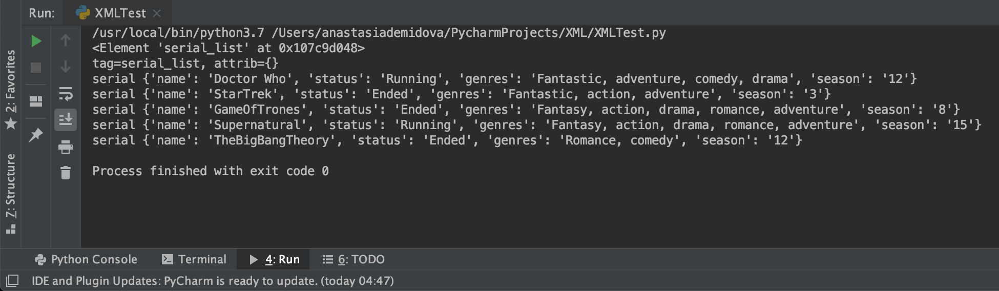 Run: XMLTest
/usr/local/bin/python3.7 /Users/anastasiademidova/PycharmProjects/XML/XMLTest.py
<Element 'serial_list' at 0x107c9d048>
tag=serial_list, attrib={}
serial {'name': 'Doctor Who', 'status': 'Running', 'genres': 'Fantastic, adventure, comedy, drama', 'season': '12'}
serial {'name': 'StarTrek', 'status': 'Ended', 'genres': 'Fantastic, action, adventure', 'season': '3'}
serial {'name': 'GameOfTrones', 'status': 'Ended', 'genres': 'Fantasy, action, drama, romance, adventure', 'season': '8'}
serial {'name': 'Supernatural', 'status': 'Running', 'genres': 'Fantasy, action, drama, romance, adventure', 'season': '15'}
serial {'name': 'TheBigBangTheory', 'status': 'Ended', 'genres': 'Romance, comedy', 'season': '12'}
Process finished with exit code 0
2: Favorites
7: Structure
Python Console Terminal 4: Run 6: TODO
IDE and Plugin Updates: PyCharm is ready to update. (today 04:47)